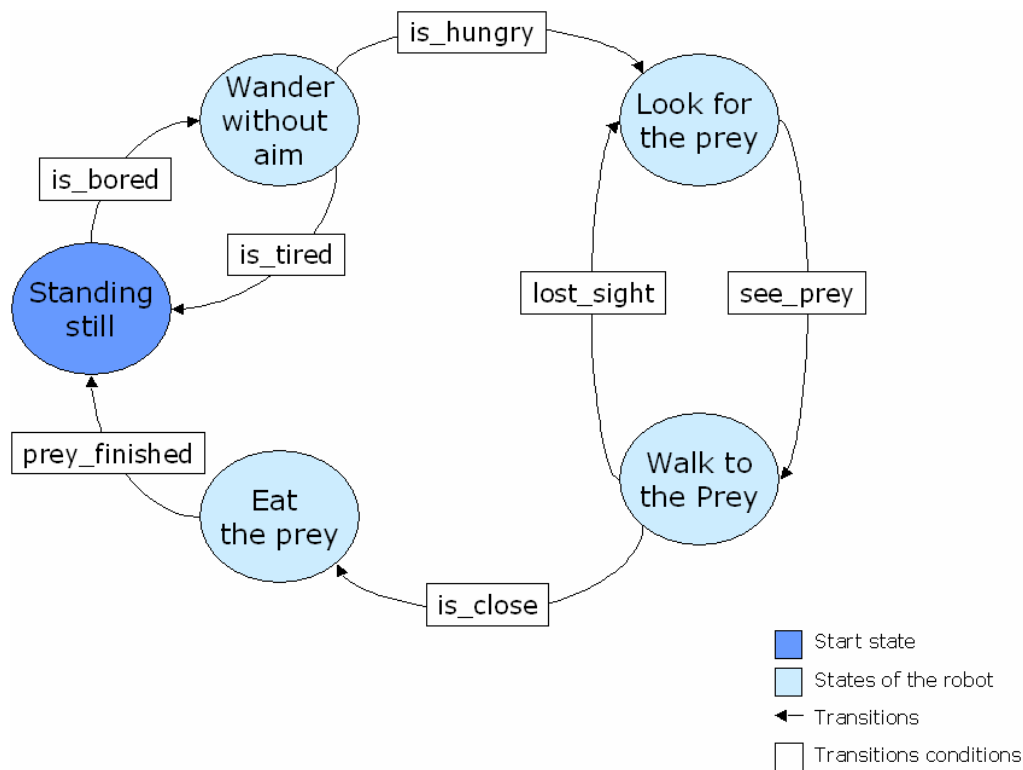 is_hungry
Wander
without
aim
Look for
the prey
is_bored
is_tired
Standing
still
lost_sight
see_prey
prey_finished
Walk to
the Prey
Eat
the prey
is_close
Start state
States of the robot
Transitions
Transitions conditions